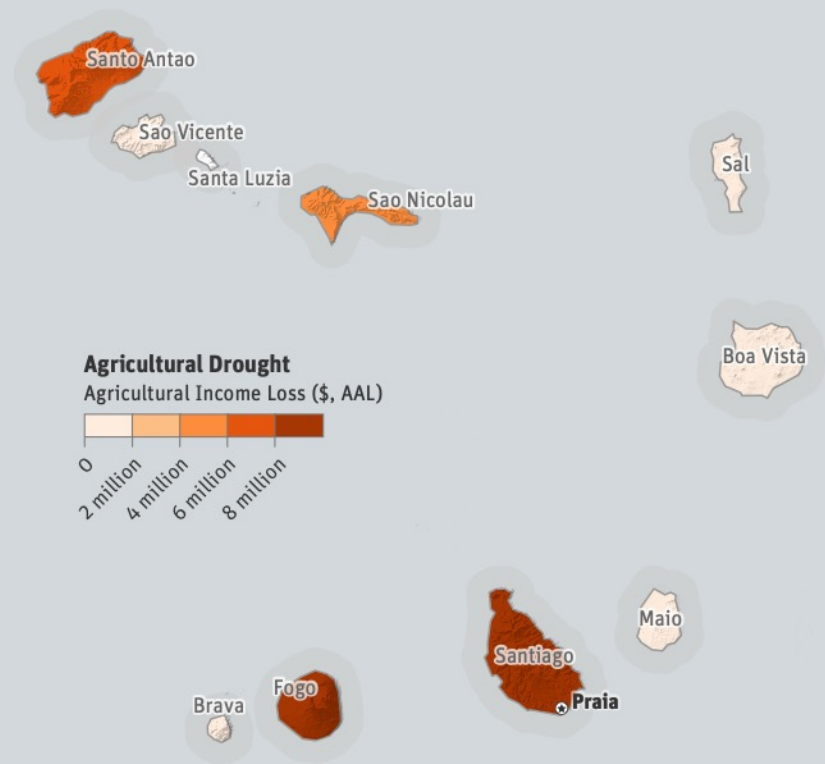 Santo Antao
Sao Vicente
Santa Luzia
Sao Nicolau
Sal
Boa Vista
Agricultural Drought
Agricultural Income Loss ($, AAL)
0
2 million
4 million
6 million
8 million
Maio
Santiago
Praia
Fogo
Brava